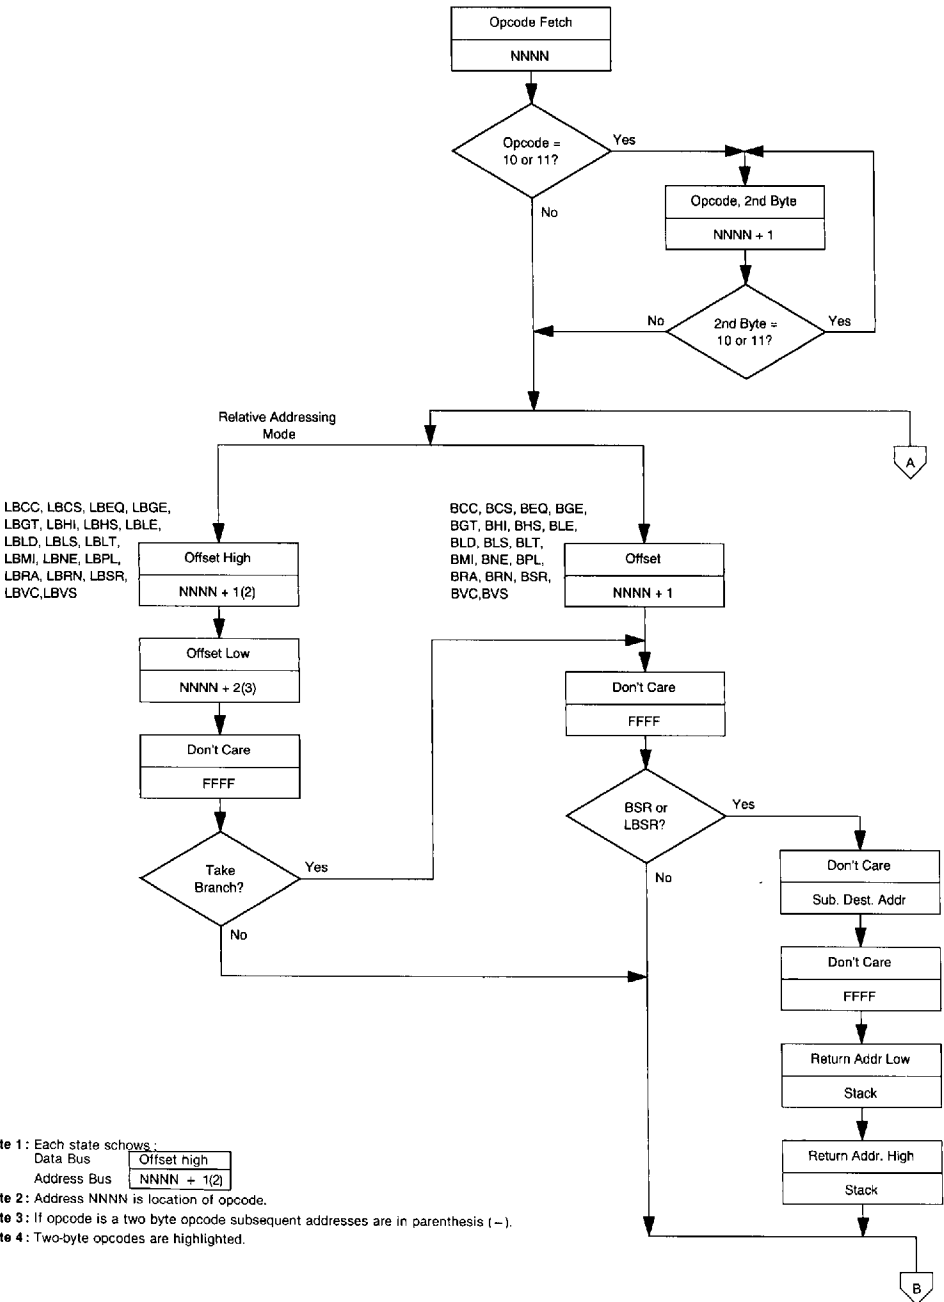 Opcode Fetch
NNNN
Opcode =
10 or 11?
Yes
No
Opcode, 2nd Byte
NNNN + 1
2nd Byte =
10 or 11?
No
Yes
A
Relative Addressing
Mode
LBCC, LBCS, LBEQ, LBGE,
LBGT, LBHI, LBHS, LBLE,
LBLD, LBLS, LBLT,
LBMI, LBNE, LBPL,
LBRA, LBRN, LBSR,
LBVC,LBVS
Offset High
NNNN + 1(2)
Offset Low
NNNN + 2(3)
Don't Care
FFFF
Take
Branch?
Yes
No
BCC, BCS, BEQ, BGE,
BGT, BHI, BHS, BLE,
BLD, BLS, BLT,
BMI, BNE, BPL,
BRA, BRN, BSR,
BVC,BVS
Offset
NNNN + 1
Don't Care
FFFF
BSR or
LBSR?
Yes
No
Don't Care
Sub. Dest. Addr
Don't Care
FFFF
Return Addr Low
Stack
Return Addr. High
Stack
B
te 1 : Each state schows :
Data Bus Offset high
Address Bus NNNN + 1(2)
te 2 : Address NNNN is location of opcode.
te 3 : If opcode is a two byte opcode subsequent addresses are in parenthesis (–).
te 4 : Two-byte opcodes are highlighted.